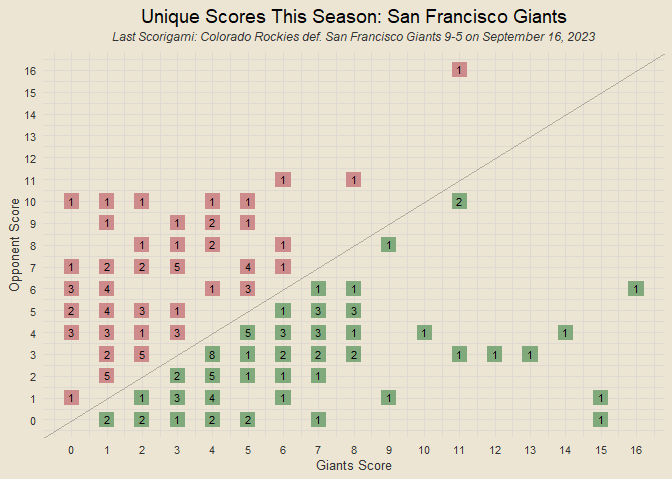 Unique Scores This Season: San Francisco Giants
Last Scorigami: Colorado Rockies def. San Francisco Giants 9-5 on September 16, 2023
16 1
15
14
13
12
11 1 1
10 1 1 1 1 1 2
9 1 1 2 1
8 1 1 2 1 1
7 1 2 2 5 4 1
6 3 4 1 3 1 1 1
5 2 4 3 1 1 3 3
4 3 3 1 3 5 3 3 1 1 1
3 2 5 8 1 2 2 2 1 1 1
2 5 2 5 1 1 1
1 1 1 3 4 1 1 1
0 2 2 1 2 2 1 1
Opponent Score
0 1 2 3 4 5 6 7 8 9 10 11 12 13 14 15 16
Giants Score